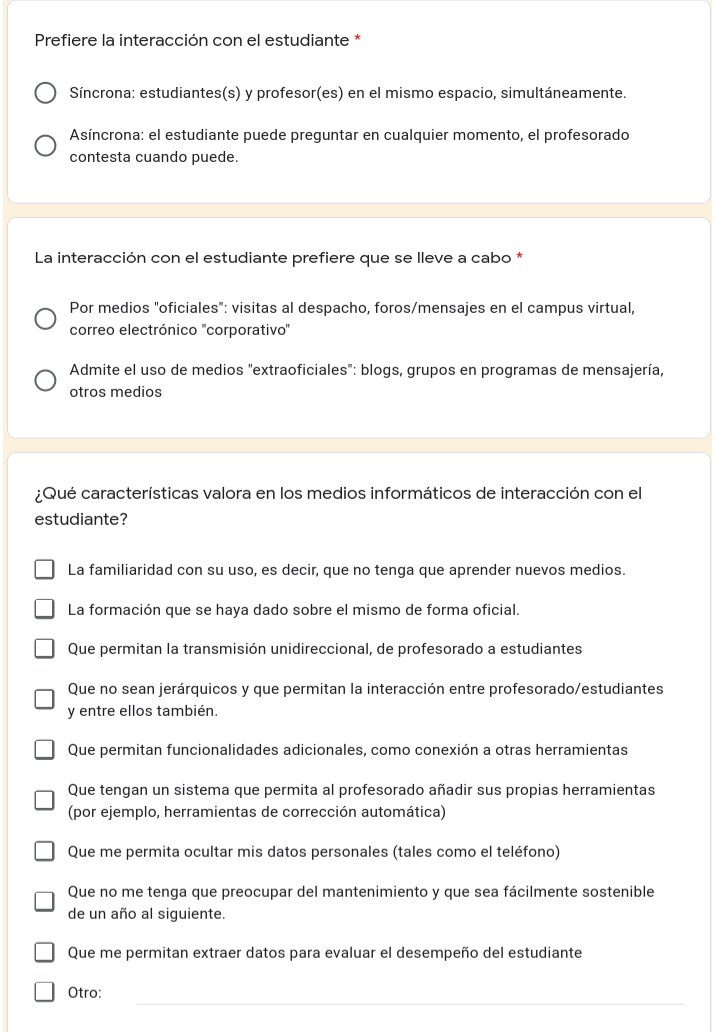 Prefiere la interacción con el estudiante *
Síncrona: estudiantes(s) y profesor(es) en el mismo espacio, simultáneamente.
Asíncrona: el estudiante puede preguntar en cualquier momento, el profesorado
contesta cuando puede.
La interacción con el estudiante prefiere que se lleve a cabo *
Por medios "oficiales": visitas al despacho, foros/mensajes en el campus virtual,
correo electrónico "corporativo"
Admite el uso de medios "extraoficiales": blogs, grupos en programas de mensajería,
otros medios
¿Qué características valora en los medios informáticos de interacción con el
estudiante?
La familiaridad con su uso, es decir, que no tenga que aprender nuevos medios.
La formación que se haya dado sobre el mismo de forma oficial.
Que permitan la transmisión unidireccional, de profesorado a estudiantes
Que no sean jerárquicos y que permitan la interacción entre profesorado/estudiantes
y entre ellos también.
Que permitan funcionalidades adicionales, como conexión a otras herramientas
Que tengan un sistema que permita al profesorado añadir sus propias herramientas
(por ejemplo, herramientas de corrección automática)
Que me permita ocultar mis datos personales (tales como el teléfono)
Que no me tenga que preocupar del mantenimiento y que sea fácilmente sostenible
de un año al siguiente.
Que me permitan extraer datos para evaluar el desempeño del estudiante
Otro: